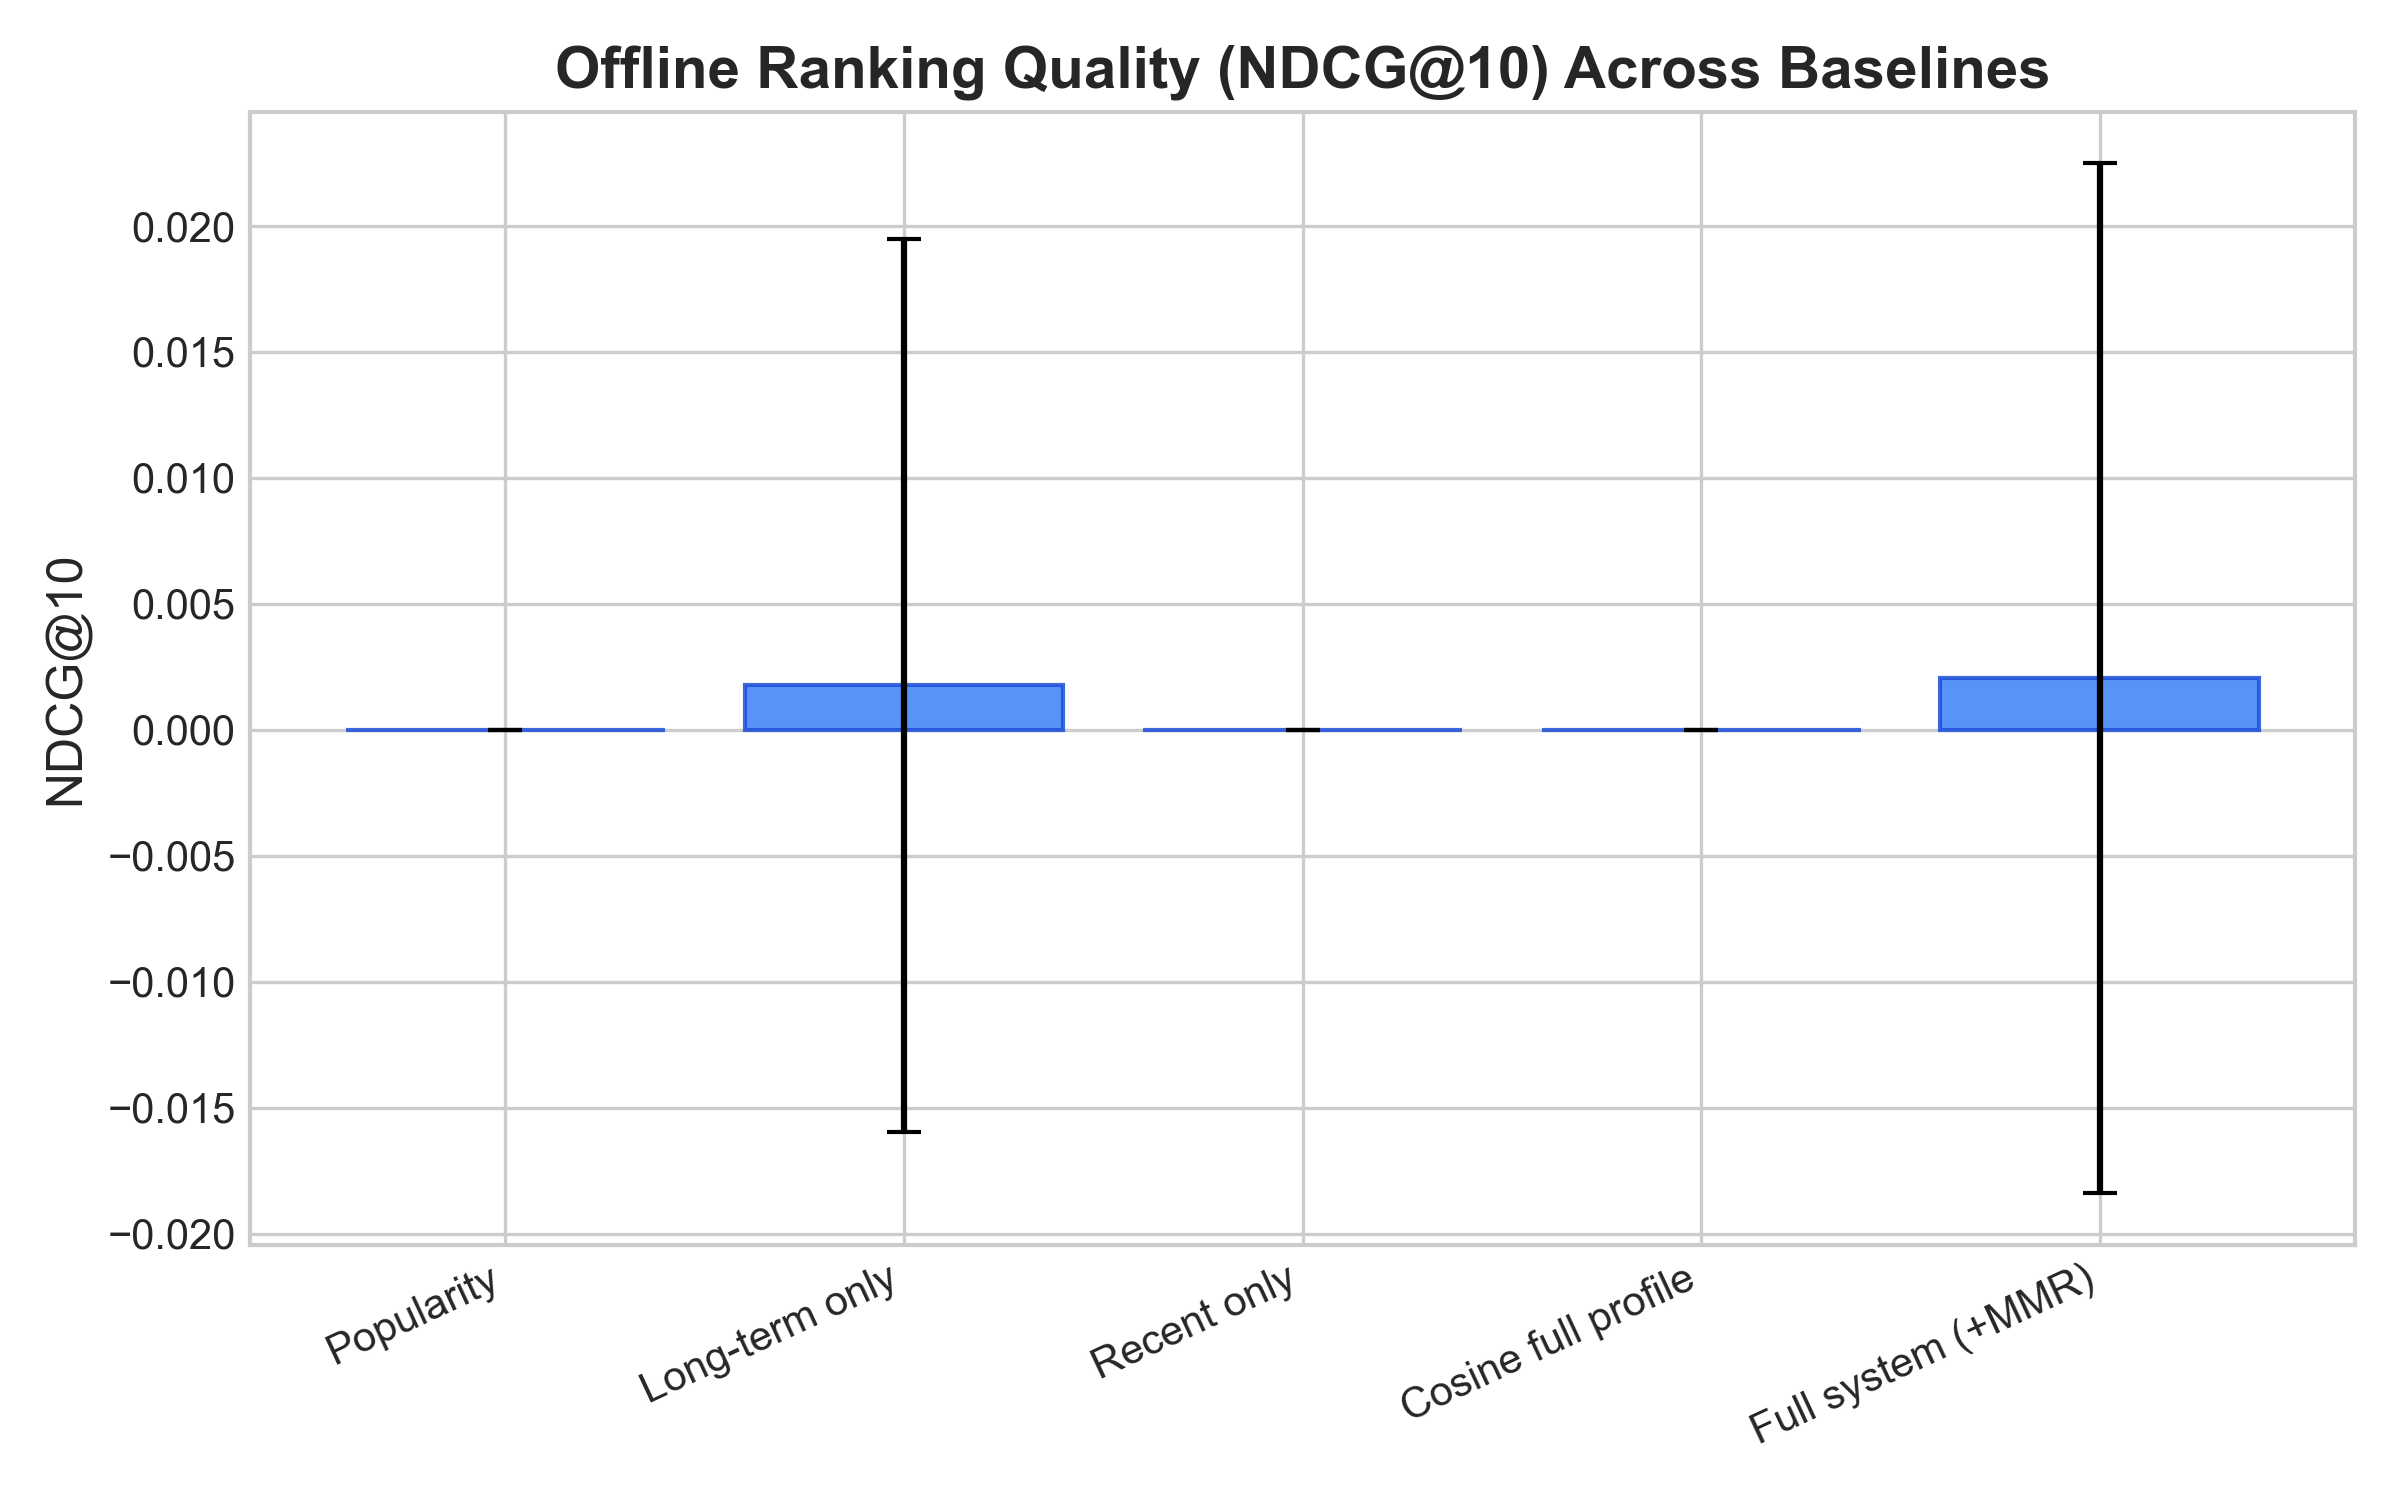 Offline Ranking Quality (NDCG@10) Across Baselines
NDCG@10
0.020
0.015
0.010
0.005
0.000
−0.005
−0.010
−0.015
−0.020
Popularity
Long-term only
Recent only
Cosine full profile
Full system (+MMR)